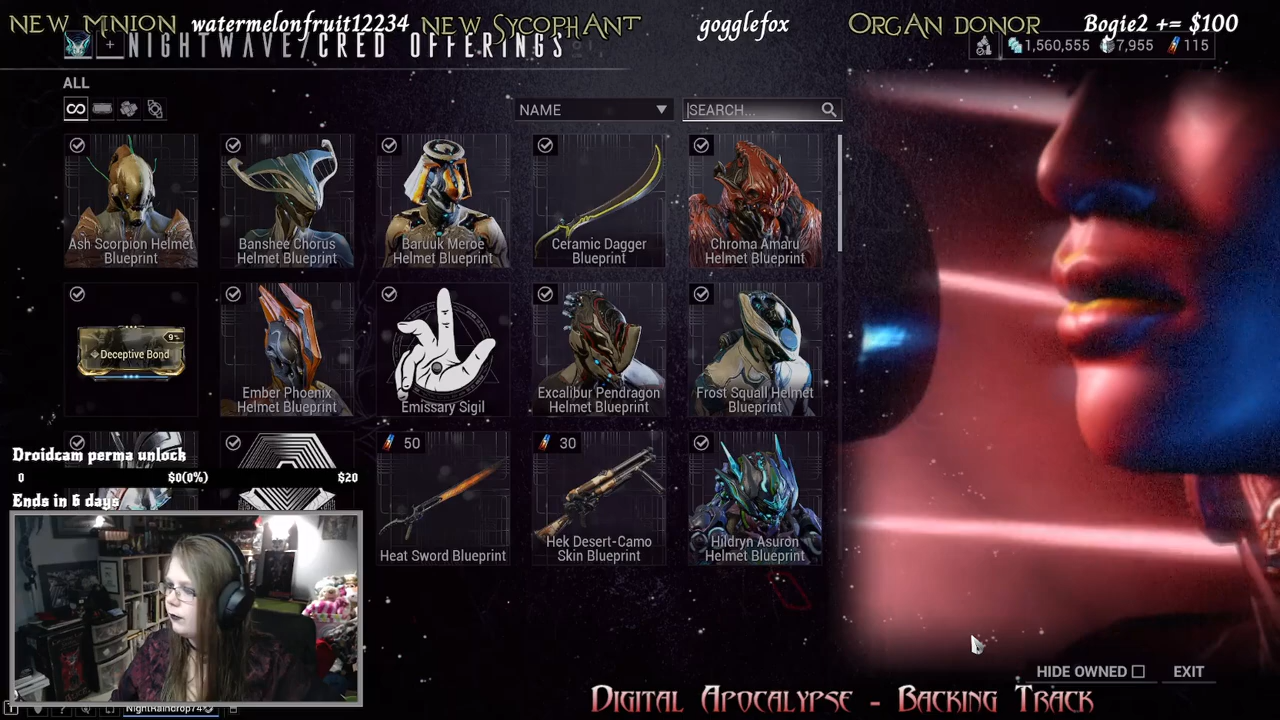 NEW MINION watermelonfruit12234 NEW SYCOPHANT gogglefox ORGAN DONOR Bogie2 += $100
NIGHTWAVE/CRED OFFERINGS
1,560,555 7,955 115
ALL
NAME
SEARCH...
Ash Scorpion Helmet
Blueprint
Banshee Chorus
Helmet Blueprint
Baruuk Meroe
Helmet Blueprint
Ceramic Dagger
Blueprint
Chroma Amaru
Helmet Blueprint
9
Deceptive Bond
Ember Phoenix
Helmet Blueprint
Emissary Sigil
Excalibur Pendragon
Helmet Blueprint
Frost Squall Helmet
Blueprint
50
Heat Sword Blueprint
30
Hek Desert-Camo
Skin Blueprint
Hildryn Asuron
Helmet Blueprint
Droidcam perma unlock
0 $0(0%) $20
Ends in 6 days
HIDE OWNED EXIT
DIGITAL APOCALYPSE - BACKING TRACK